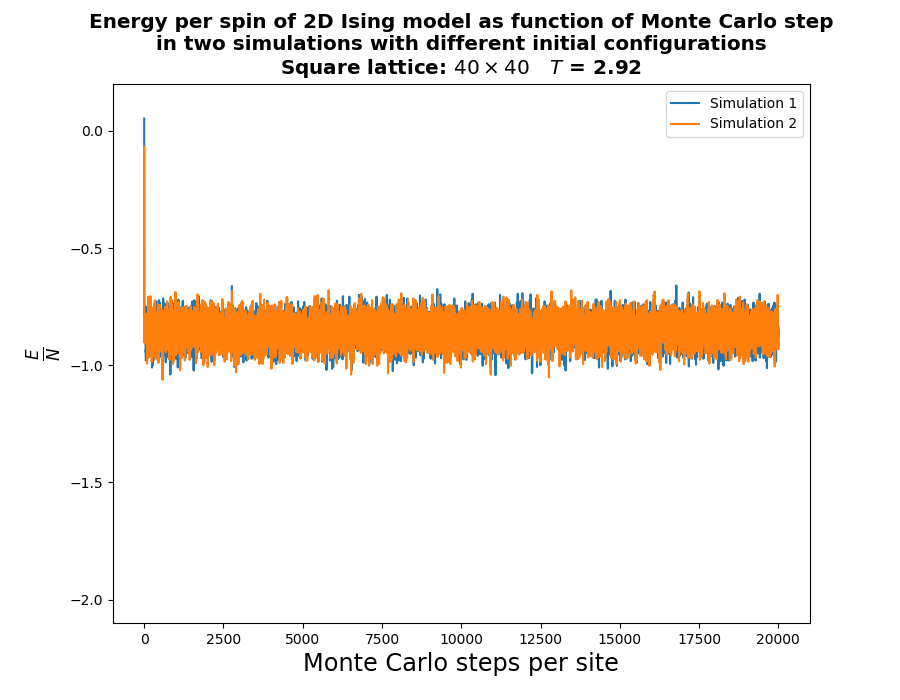 Energy per spin of 2D Ising model as function of Monte Carlo step
in two simulations with different initial configurations
Square lattice: 40 × 40 T = 2.92
Simulation 1
Simulation 2
0.0
−0.5
−1.0
−1.5
−2.0
E
N
0 2500 5000 7500 10000 12500 15000 17500 20000
Monte Carlo steps per site